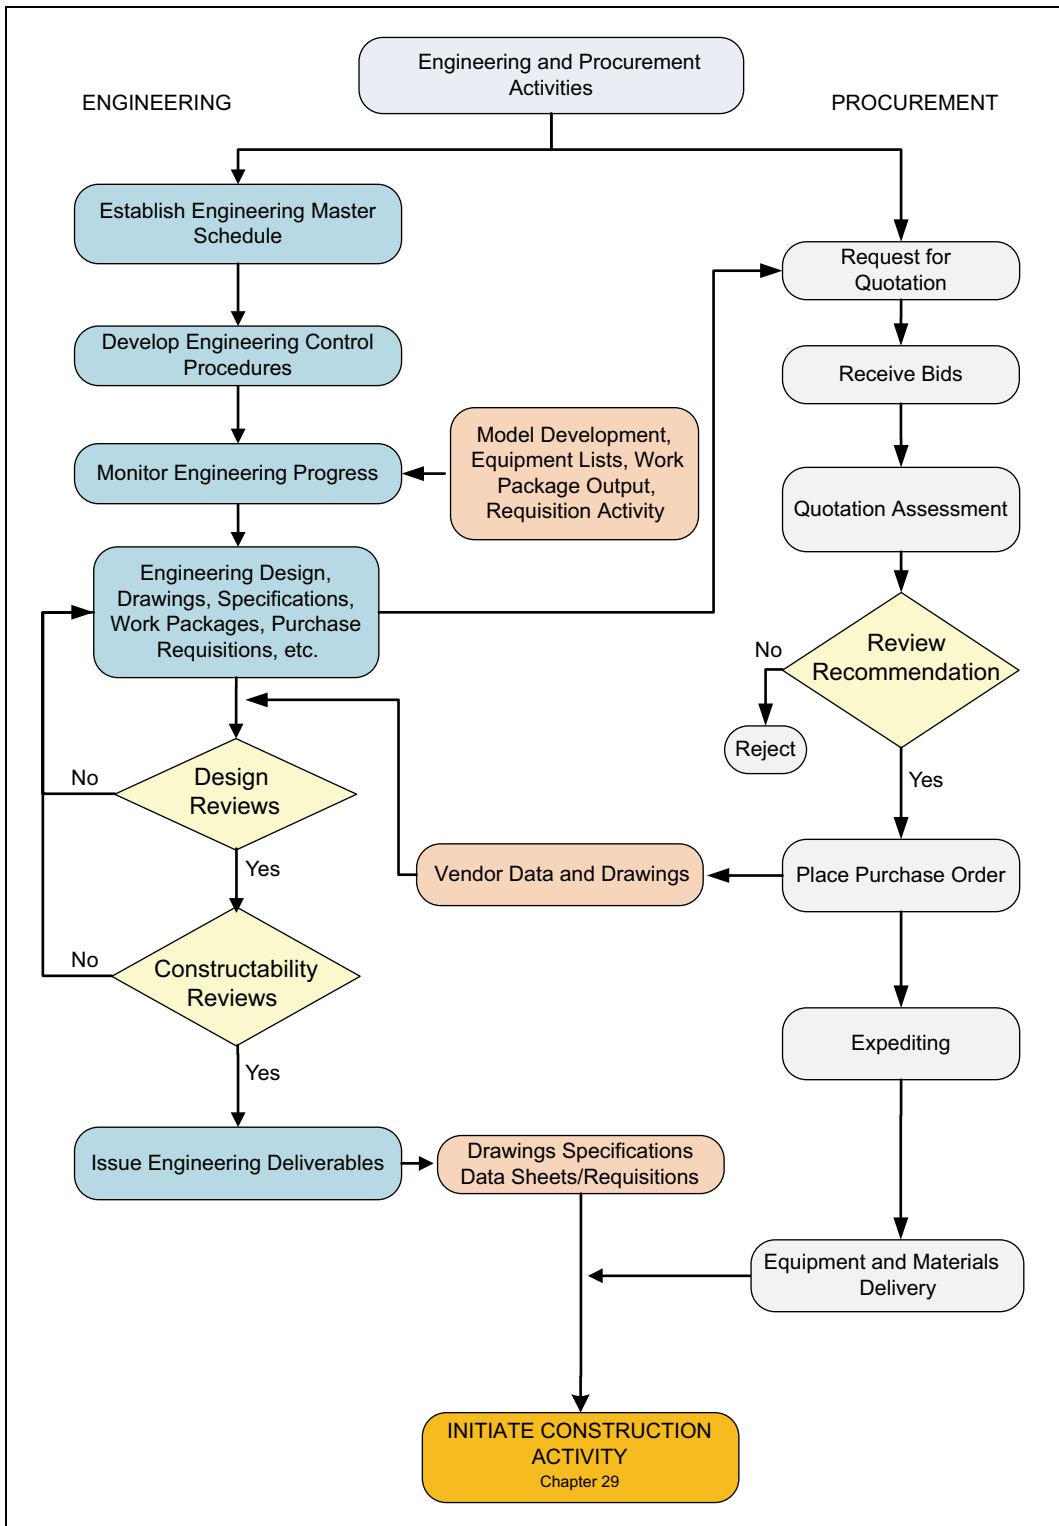 Engineering and Procurement
Activities
ENGINEERING
PROCUREMENT
Establish Engineering Master
Schedule
Request for
Quotation
Develop Engineering Control
Procedures
Receive Bids
Model Development,
Equipment Lists, Work
Package Output,
Requisition Activity
Monitor Engineering Progress
Quotation Assessment
Engineering Design,
Drawings, Specifications,
Work Packages, Purchase
Requisitions, etc.
No
Review
Recommendation
Reject
Yes
No
Design
Reviews
Yes
Vendor Data and Drawings
Place Purchase Order
No
Constructability
Reviews
Yes
Expediting
Issue Engineering Deliverables
Drawings Specifications
Data Sheets/Requisitions
Equipment and Materials
Delivery
INITIATE CONSTRUCTION
ACTIVITY
Chapter 29